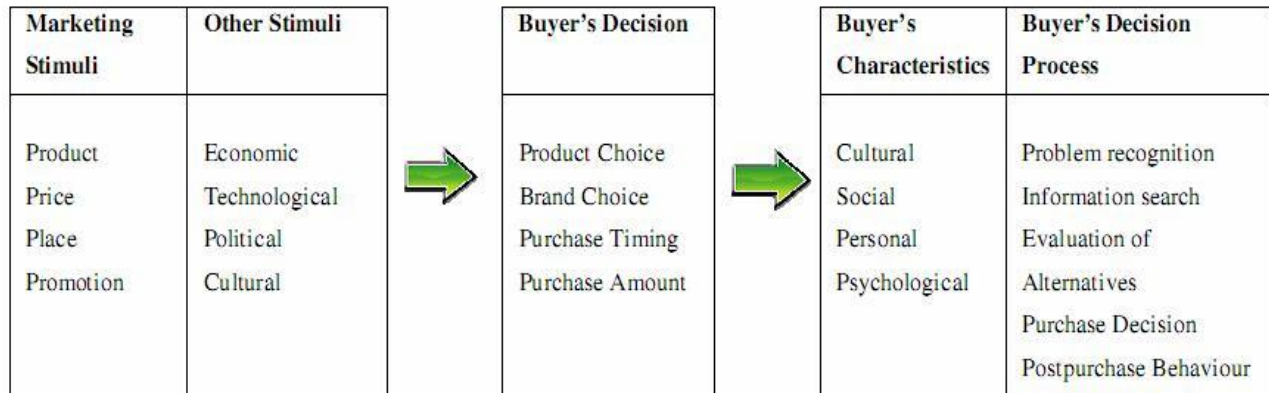 Marketing
Stimuli
Product
Price
Place
Promotion
Other Stimuli
Economic
Technological
Political
Cultural
Buyer's Decision
Product Choice
Brand Choice
Purchase Timing
Purchase Amount
Buyer's
Characteristics
Cultural
Social
Personal
Psychological
Buyer's Decision
Process
Problem recognition
Information search
Evaluation of
Alternatives
Purchase Decision
Postpurchase Behaviour